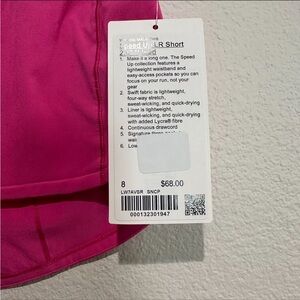 Speed Up LR Short
1. Make it a long one. The Speed
Up collection features a
lightweight waistband and
easy-access pockets so you can
focus on your run, not your
gear
2. Swift fabric is lightweight,
four-way stretch,
sweat-wicking, and quick-drying
3. Liner is lightweight,
sweat-wicking, and quick-drying
with added Lycra® fibre
4. Continuous drawcord
5. Signature
6. Low
8 $68.00
LW7AVSR SNCP
000132301947